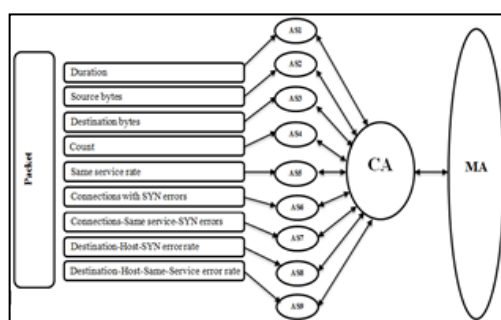 Packet
Duration
Source bytes
Destination bytes
Count
Same service rate
Connections with SYN errors
Connections-Same service-SYN errors
Destination-Host-SYN error rate
Destination-Host-Same-Service error rate
AS1
AS2
AS3
AS4
AS5
AS6
AS7
AS8
AS9
CA
MA